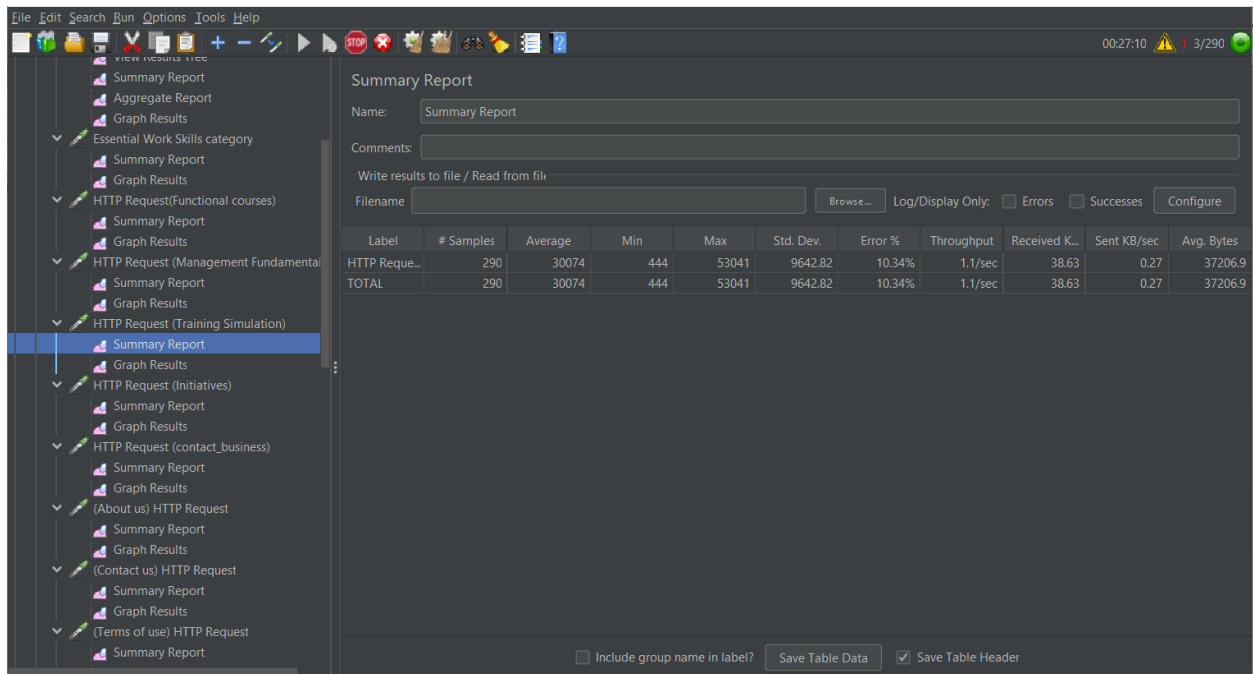 File Edit Search Run Options Tools Help
STOP ? 00:27:10 1 3/290
View Results Tree
Summary Report
Aggregate Report
Graph Results
Essential Work Skills category
Summary Report
Graph Results
HTTP Request(Functional courses)
Summary Report
Graph Results
HTTP Request (Management Fundamental
Summary Report
Graph Results
HTTP Request (Training Simulation)
Summary Report
Graph Results
HTTP Request (Initiatives)
Summary Report
Graph Results
HTTP Request (contact_business)
Summary Report
Graph Results
(About us) HTTP Request
Summary Report
Graph Results
(Contact us) HTTP Request
Summary Report
Graph Results
(Terms of use) HTTP Request
Summary Report
Summary Report
Name: Summary Report
Comments:
Write results to file / Read from file
Filename Browse... Log/Display Only: Errors Successes Configure
Label # Samples Average Min Max Std. Dev. Error % Throughput Received K... Sent KB/sec Avg. Bytes
HTTP Reque... 290 30074 444 53041 9642.82 10.34% 1.1/sec 38.63 0.27 37206.9
TOTAL 290 30074 444 53041 9642.82 10.34% 1.1/sec 38.63 0.27 37206.9
Include group name in label? Save Table Data Save Table Header